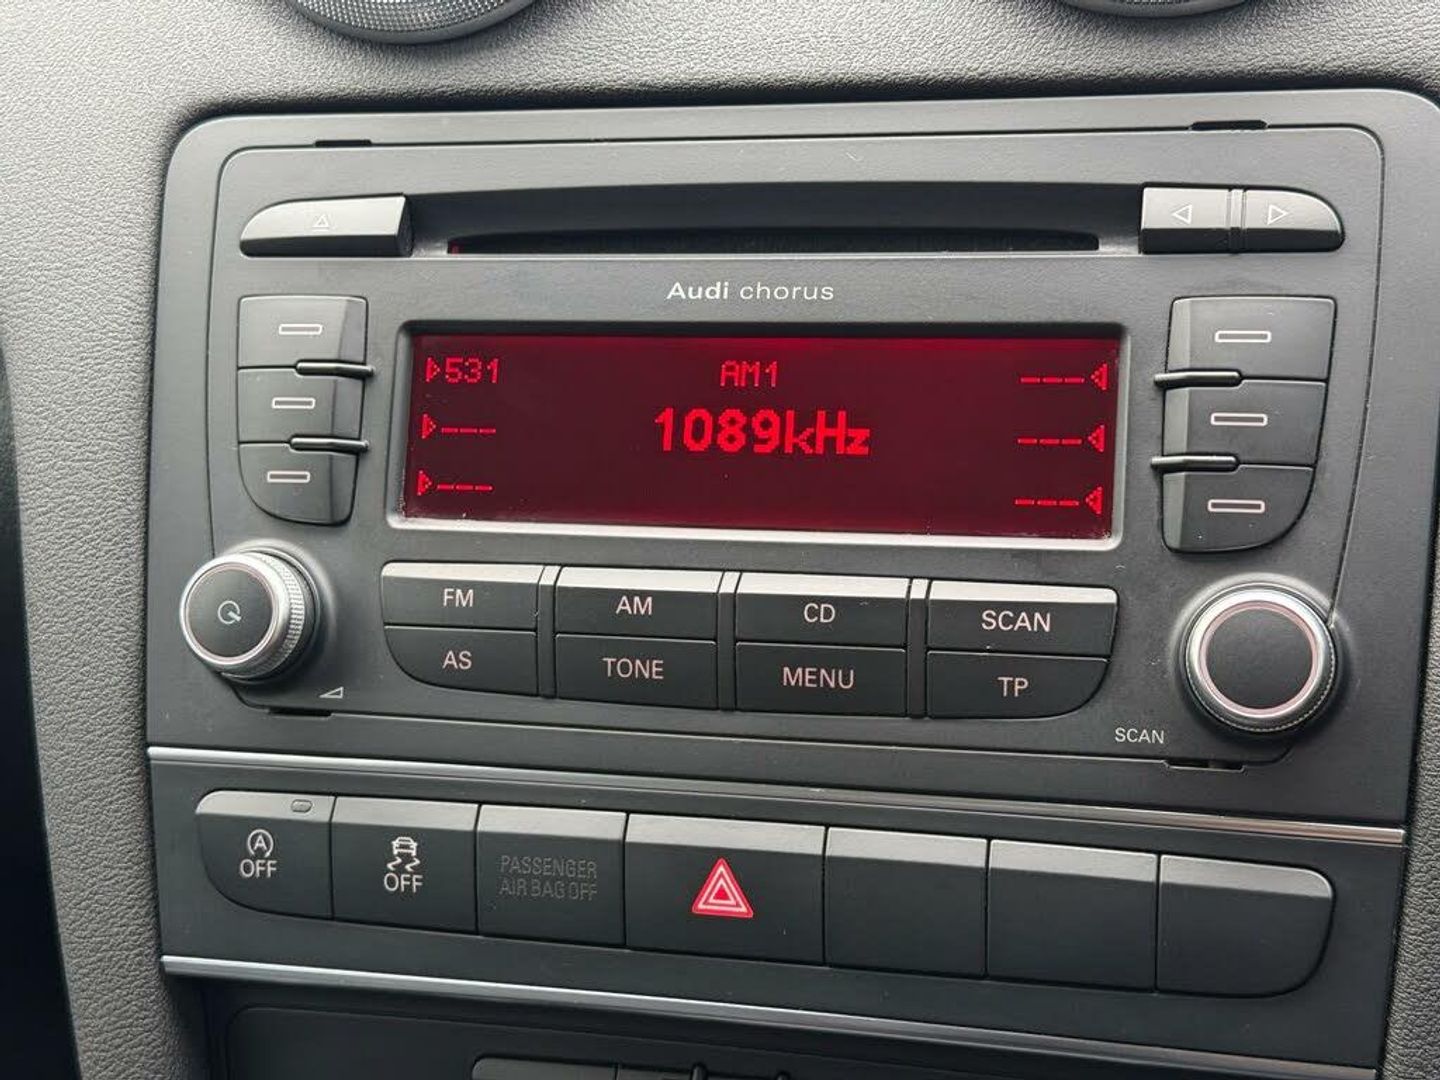 Audi chorus
531 AM1 ---
--- 1089kHz ---
--- ---
FM AM CD SCAN
AS TONE MENU TP
SCAN
A
OFF OFF PASSENGER
AIR BAG OFF